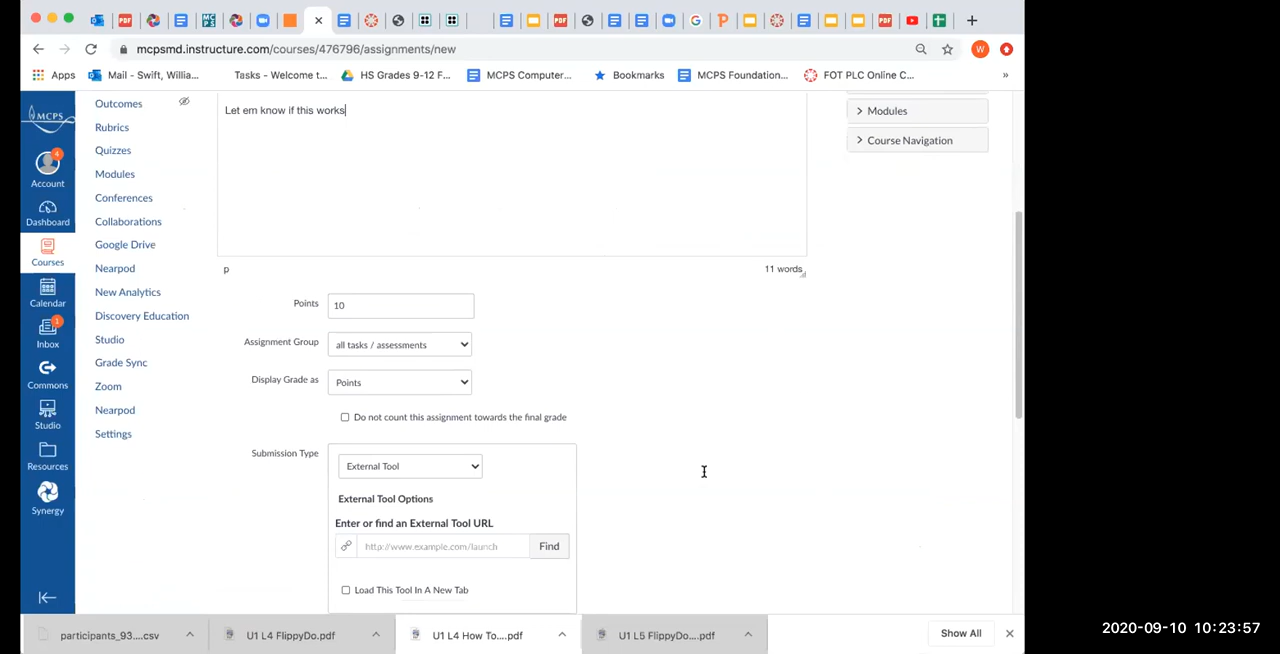 mcpsmd.instructure.com/courses/476796/assignments/new
W
Apps
Mail - Swift, Willia...
Tasks - Welcome t...
HS Grades 9-12 F...
MCPS Computer...
Bookmarks
MCPS Foundation...
FOT PLC Online C...
»
MCPS
4
Account
Dashboard
Courses
Calendar
1
Inbox
Commons
Studio
Resources
Synergy
Outcomes
Rubrics
Quizzes
Modules
Conferences
Collaborations
Google Drive
Nearpod
New Analytics
Discovery Education
Studio
Grade Sync
Zoom
Nearpod
Settings
Let em know if this works
p
11 words
Points
10
Assignment Group
all tasks / assessments
Display Grade as
Points
Do not count this assignment towards the final grade
Submission Type
External Tool
External Tool Options
Enter or find an External Tool URL
http://www.example.com/launch
Find
Load This Tool In A New Tab
Modules
Course Navigation
participants_93....csv
U1 L4 FlippyDo.pdf
U1 L4 How To....pdf
U1 L5 FlippyDo....pdf
Show All
2020-09-10 10:23:57